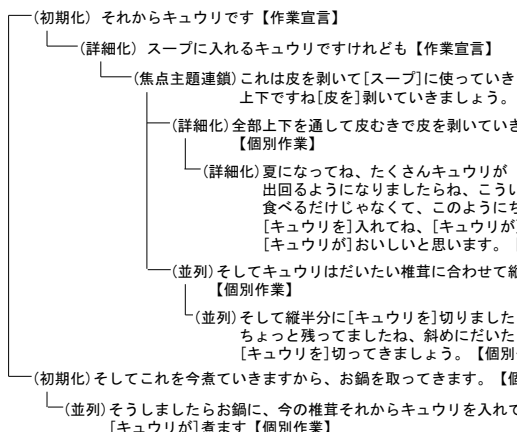 (初期化) それからキュウリです【作業宣言】
(詳細化) スープに入れるキュウリですけれども【作業宣言】
(焦点主題連鎖) これは皮を剥いて[スープ]に使っていき
上下ですね[皮を]剥いていきましょう。
(詳細化) 全部上下を通して皮むきで皮を剥いていき
【個別作業】
(詳細化) 夏になってね、たくさんキュウリが
出回るようになりましたらね、こうい
食べるだけじゃなくて、このようにち
[キュウリを]入れてね、[キュウリが]
[キュウリが]おいしいと思います。
(並列) そしてキュウリはだいたい椎茸に合わせて縦
【個別作業】
(並列) そして縦半分に[キュウリを]切りました
ちょっと残ってましたね、斜めにだいた
[キュウリを]切ってきましょう。【個別
(初期化) そしてこれを今煮ていきますから、お鍋を取ってきます。【個
(並列) そうしましたらお鍋に、今の椎茸それからキュウリを入れて
[キュウリが]煮ます【個別作業】